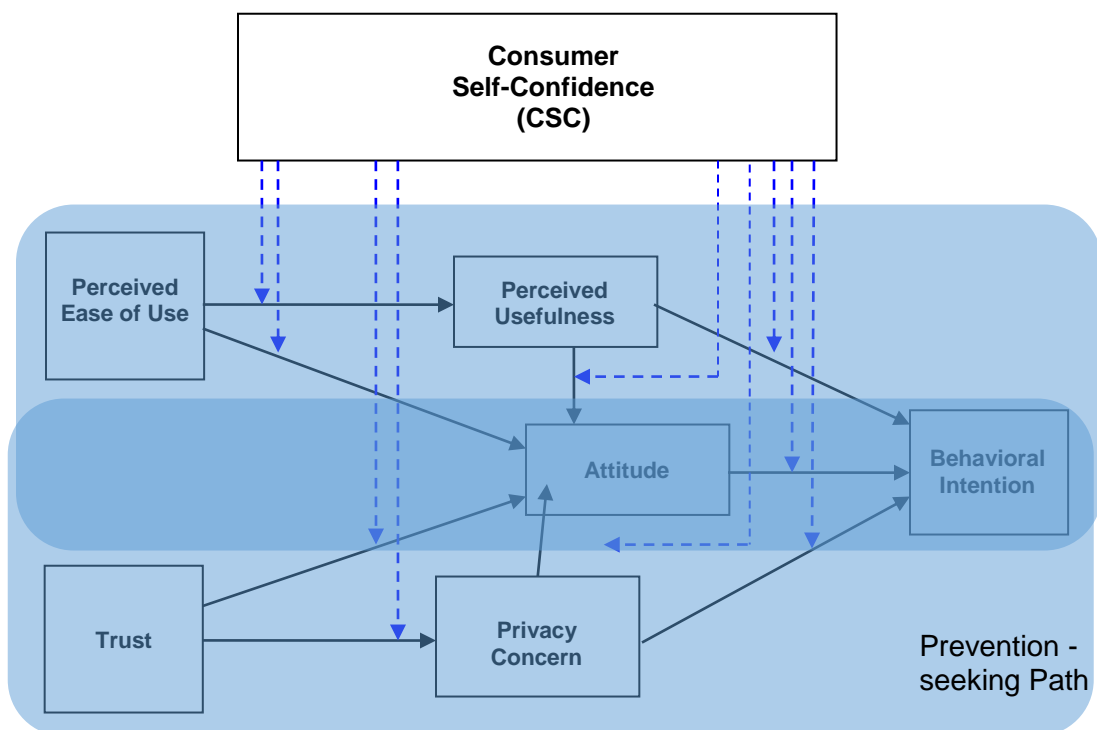 Consumer
Self-Confidence
(CSC)
Perceived
Ease of Use
Perceived
Usefulness
Attitude
Behavioral
Intention
Trust
Privacy
Concern
Prevention -
seeking Path